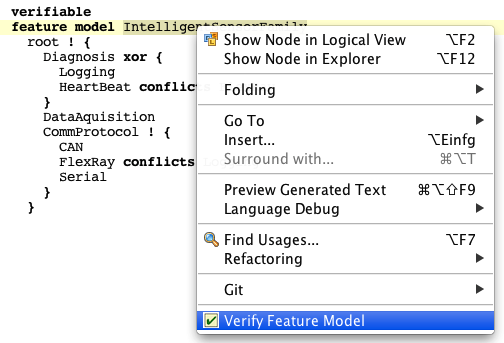 verifiable
feature model IntelligentSensorFamily
root ! {
Diagnosis xor {
Logging
HeartBeat conflicts
}
DataAquisition
CommProtocol ! {
CAN
FlexRay conflicts
Serial
}
}
Show Node in Logical View ⌥F2
Show Node in Explorer ⌥F12
Folding
Go To
Insert... ⌥Einfg
Surround with... ⌘⌥T
Preview Generated Text ⌘⌥⇧F9
Language Debug
Find Usages... ⌥F7
Refactoring
Git
Verify Feature Model